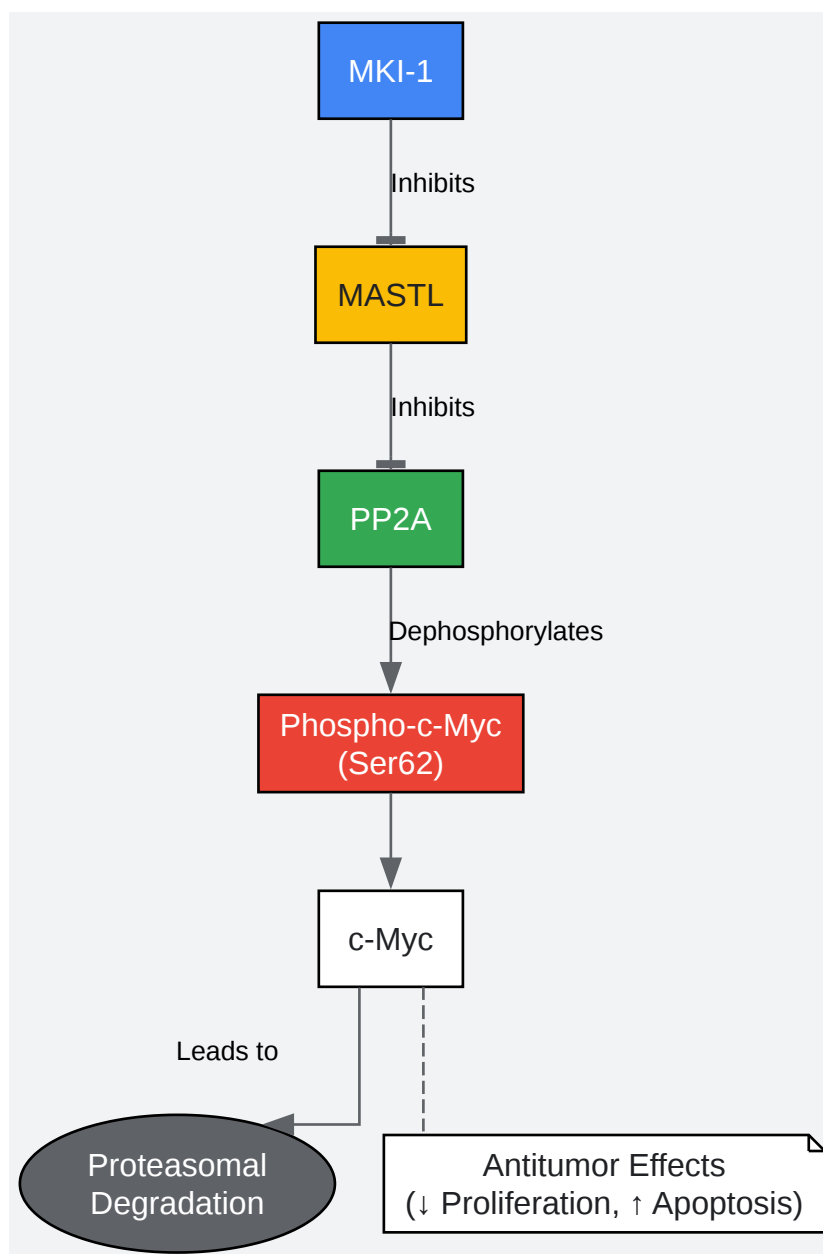 MKI-1
Inhibits
MASTL
Inhibits
PP2A
Dephosphorylates
Phospho-c-Myc
(Ser62)
c-Myc
Leads to
Proteasomal
Degradation
Antitumor Effects
(↓ Proliferation, ↑ Apoptosis)